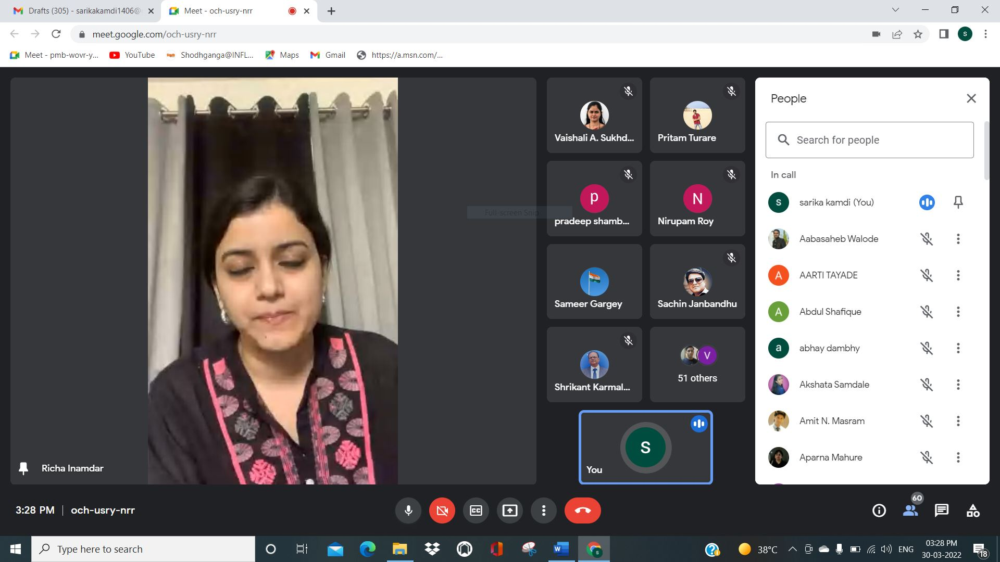 Drafts (305) - sarikakamdi1406@
Meet - och-usry-nrr
meet.google.com/och-usry-nrr
S
Meet - pmb-wovr-y...
YouTube
Shodhganga@INFL...
Maps
Gmail
https://a.msn.com/...
Vaishali A. Sukhd...
Pritam Turare
p
N
Full-screen Snip
pradeep shamb...
Nirupam Roy
Sameer Gargey
Sachin Janbandhu
V
Shrikant Karmal...
51 others
S
You
Richa Inamdar
People
Search for people
In call
s
sarika kamdi (You)
Aabasaheb Walode
A
AARTI TAYADE
A
Abdul Shafique
a
abhay dambhy
Akshata Samdale
Amit N. Masram
Aparna Mahure
3:28 PM
och-usry-nrr
CC
60
Type here to search
W
S
38°C
ENG
03:28 PM
30-03-2022
18